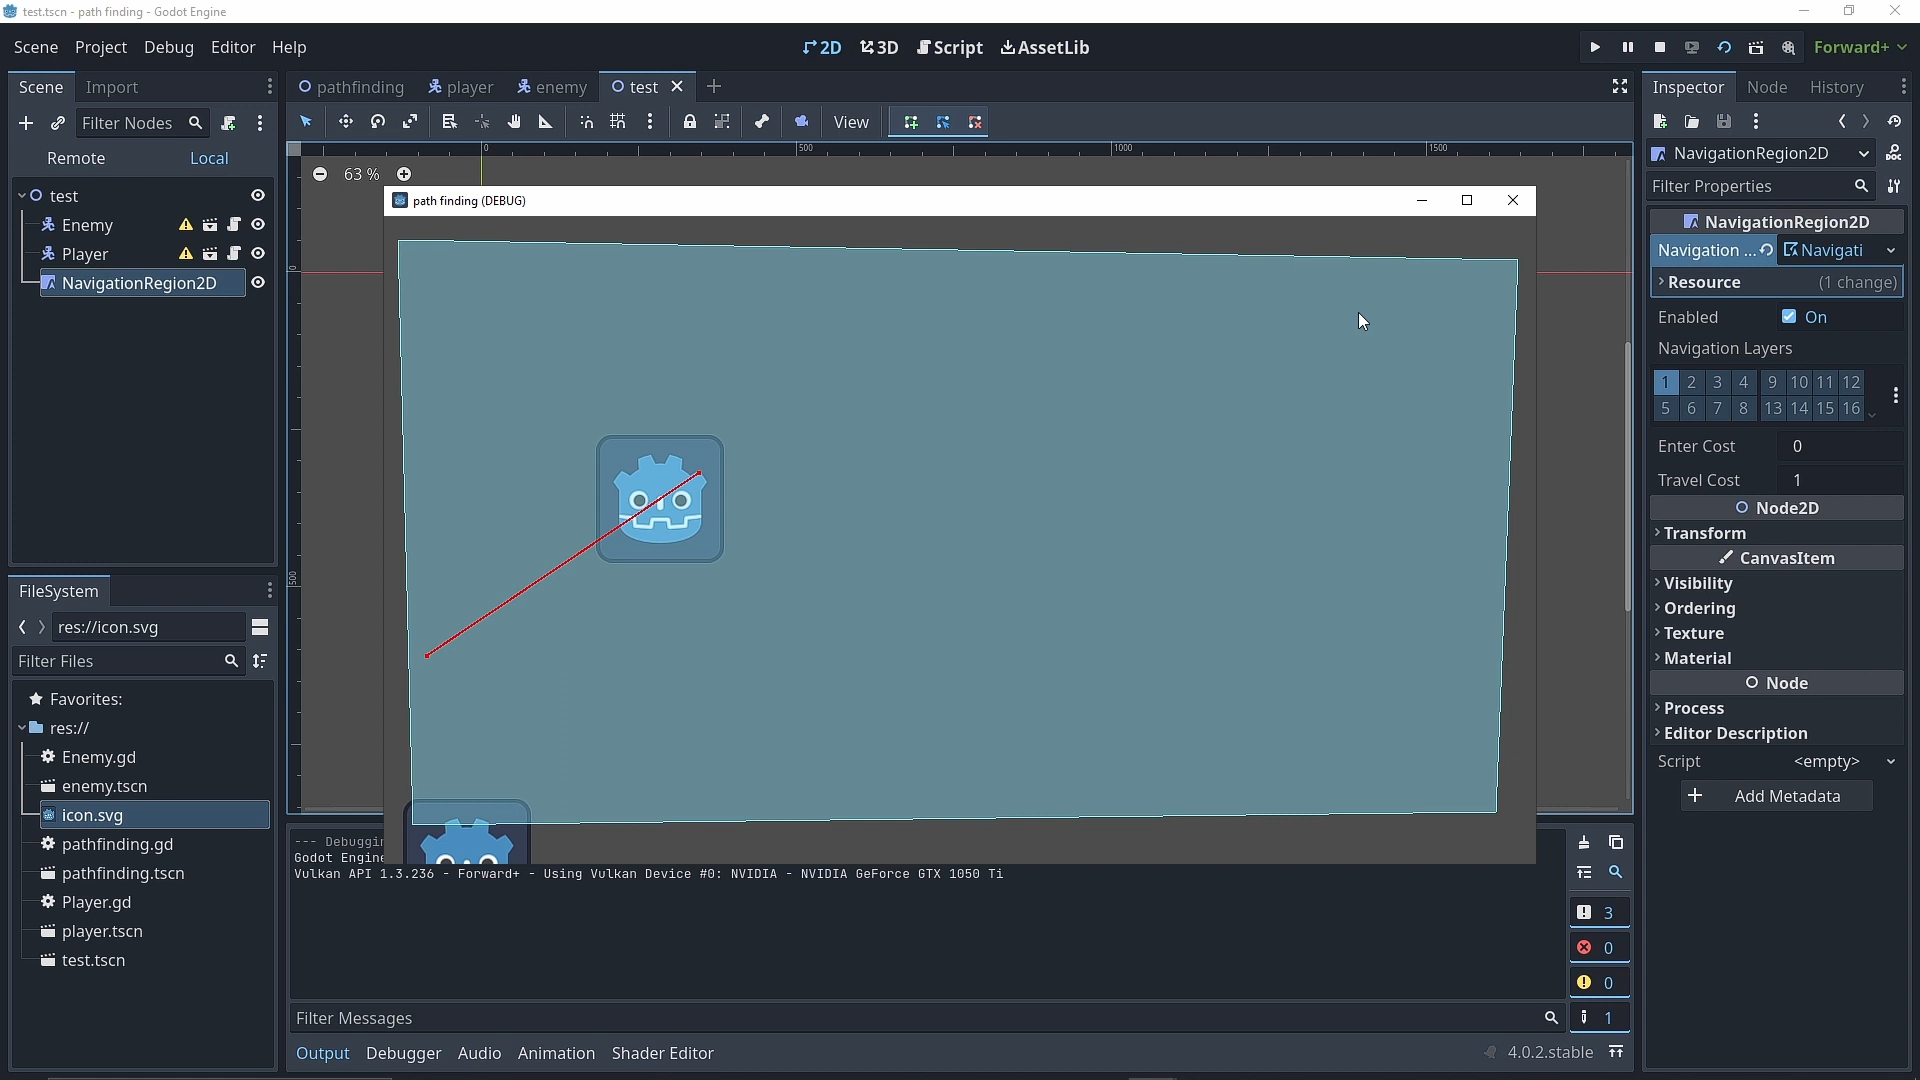 test.tscn - path finding - Godot Engine
Scene Project Debug Editor Help
2D 3D Script AssetLib
Forward+
Scene Import
pathfinding player enemy test
Inspector Node History
Filter Nodes
View
Remote Local
0 500 1000 1500
63 %
NavigationRegion2D
Filter Properties
test
Enemy
Player
NavigationRegion2D
path finding (DEBUG)
0
500
NavigationRegion2D
Navigation ... Navigati
Resource (1 change)
Enabled On
Navigation Layers
1 2 3 4 9 10 11 12
5 6 7 8 13 14 15 16
Enter Cost 0
Travel Cost 1
Node2D
Transform
CanvasItem
Visibility
Ordering
Texture
Material
Node
Process
Editor Description
Script <empty>
Add Metadata
FileSystem
res://icon.svg
Filter Files
Favorites:
res://
Enemy.gd
enemy.tscn
icon.svg
pathfinding.gd
pathfinding.tscn
Player.gd
player.tscn
test.tscn
--- Debuggin
Godot Engine
Vulkan API 1.3.236 - Forward+ - Using Vulkan Device #0: NVIDIA - NVIDIA GeForce GTX 1050 Ti
3
0
0
1
Filter Messages
Output Debugger Audio Animation Shader Editor
4.0.2.stable